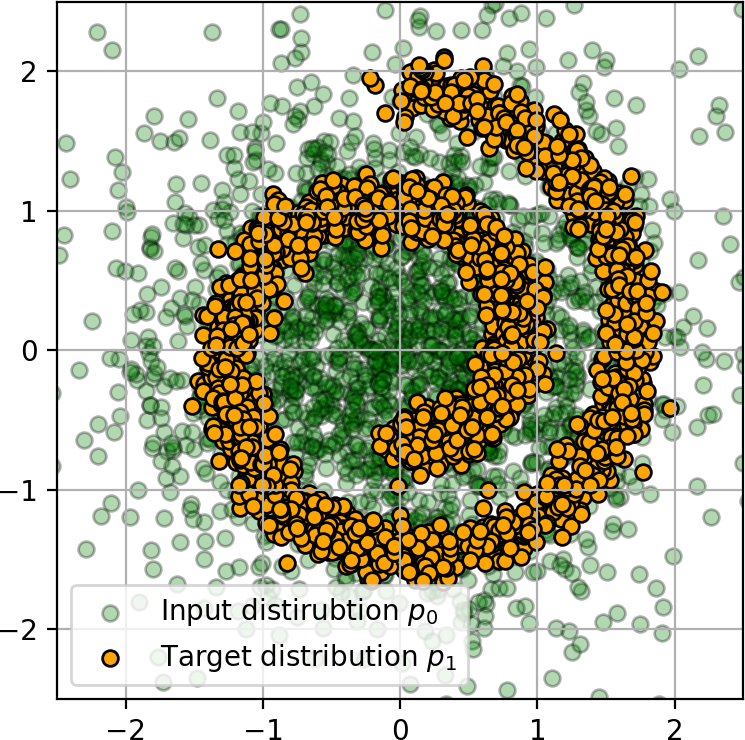 2
1
0
−1
−2
Input distirubtion p₀
Target distribution p₁
−2 −1 0 1 2